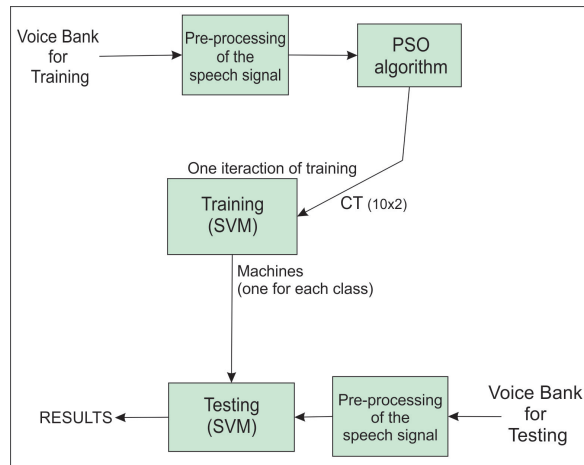 Voice Bank
for
Training
Pre-processing
of the
speech signal
PSO
algorithm
One iteraction of training
CT (10x2)
Training
(SVM)
Machines
(one for each class)
RESULTS
Testing
(SVM)
Pre-processing
of the
speech signal
Voice Bank
for
Testing